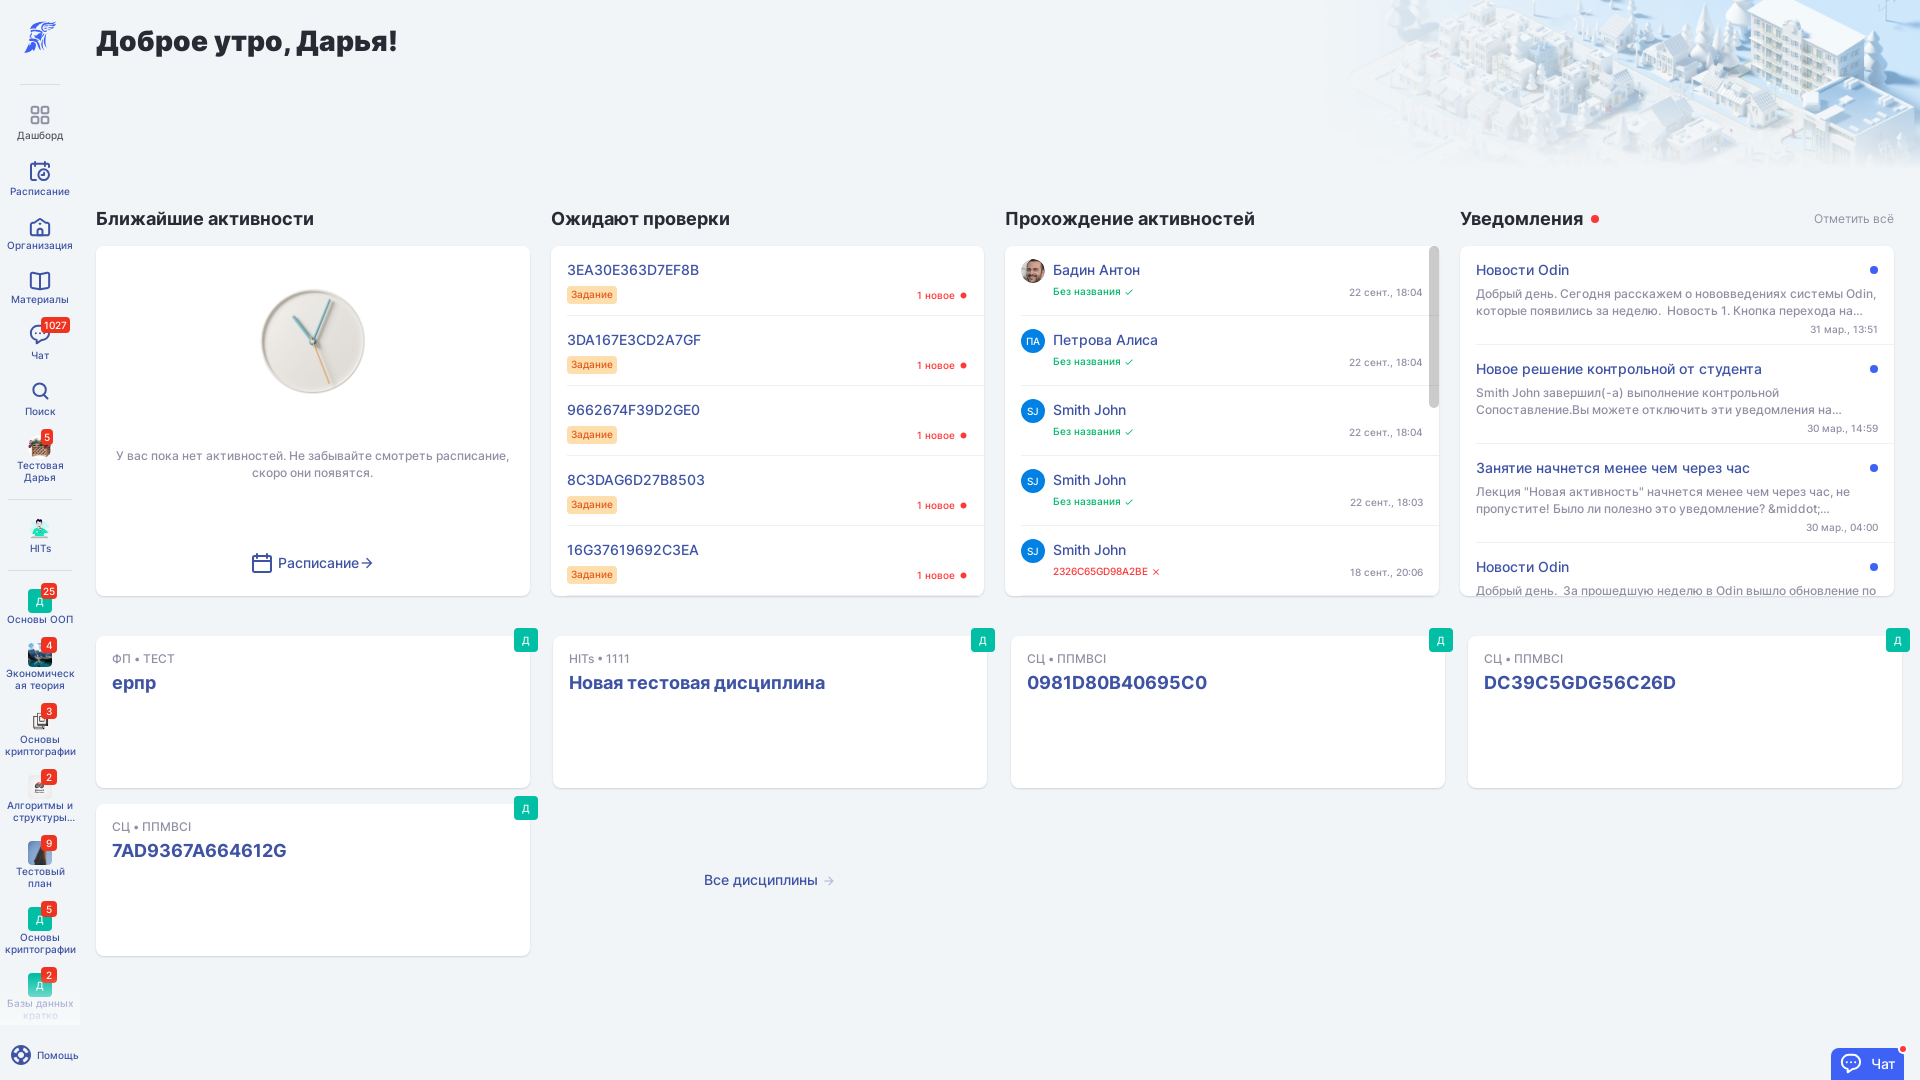 Доброе утро, Дарья!
Дашборд
Расписание
Организация
Материалы
1027
Чат
Поиск
5
Тестовая
Дарья
HITs
25
Д
Основы ООП
4
Экономическ
ая теория
3
Основы
криптографии
2
Алгоритмы и
структуры...
9
Тестовый
план
5
Д
Основы
криптографии
2
Д
Базы данных
кратко
Помощь
Ближайшие активности
У вас пока нет активностей. Не забывайте смотреть расписание,
скоро они появятся.
Расписание
Ожидают проверки
3EA30E363D7EF8B
Задание
1 новое
3DA167E3CD2A7GF
Задание
1 новое
9662674F39D2GE0
Задание
1 новое
8C3DAG6D27B8503
Задание
1 новое
16G37619692C3EA
Задание
1 новое
Прохождение активностей
Бадин Антон
Без названия
22 сент., 18:04
ПА
Петрова Алиса
Без названия
22 сент., 18:04
SJ
Smith John
Без названия
22 сент., 18:04
SJ
Smith John
Без названия
22 сент., 18:03
SJ
Smith John
2326C65GD98A2BE
18 сент., 20:06
Уведомления
Отметить всё
Новости Odin
Добрый день. Сегодня расскажем о нововведениях системы Odin,
которые появились за неделю. Новость 1. Кнопка перехода на...
31 мар., 13:51
Новое решение контрольной от студента
Smith John завершил(-а) выполнение контрольной
Сопоставление.Вы можете отключить эти уведомления на...
30 мар., 14:59
Занятие начнется менее чем через час
Лекция "Новая активность" начнется менее чем через час, не
пропустите! Было ли полезно это уведомление? &middot;...
30 мар., 04:00
Новости Odin
Добрый день. За прошедшую неделю в Odin вышло обновление по
Д
ФП • ТЕСТ
ерпр
Д
HITs • 1111
Новая тестовая дисциплина
Д
СЦ • ППМВСI
0981D80B40695C0
Д
СЦ • ППМВСI
DC39C5GDG56C26D
Д
СЦ • ППМВСI
7AD9367A664612G
Все дисциплины
Чат